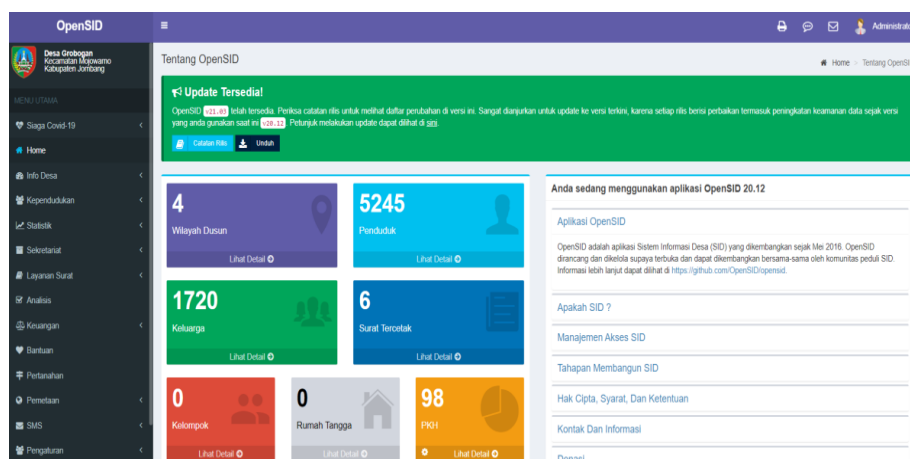 OpenSID
Administrato
Desa Grobogan
Kecamatan Mojowarno
Kabupaten Jombang
MENU UTAMA
Siaga Covid-19
Home
Info Desa
Kependudukan
Statistik
Sekretariat
Layanan Surat
Analisis
Keuangan
Bantuan
Pertanahan
Pemetaan
SMS
Pengaturan
Tentang OpenSID
Home > Tentang OpenSI
Update Tersedia!
OpenSID v21.03 telah tersedia. Periksa catatan rilis untuk melihat daftar perubahan di versi ini. Sangat dianjurkan untuk update ke versi terkini, karena setiap rilis berisi perbaikan termasuk peningkatan keamanan data sejak versi
yang anda gunakan saat ini v20.12. Petunjuk melakukan update dapat dilihat di sini.
Catatan Rilis
Unduh
4
Wilayah Dusun
Lihat Detail
5245
Penduduk
Lihat Detail
1720
Keluarga
Lihat Detail
6
Surat Tercetak
Lihat Detail
0
Kelompok
Lihat Detail
0
Rumah Tangga
Lihat Detail
98
PKH
Lihat Detail
Anda sedang menggunakan aplikasi OpenSID 20.12
Aplikasi OpenSID
OpenSID adalah aplikasi Sistem Informasi Desa (SID) yang dikembangkan sejak Mei 2016. OpenSID
dirancang dan dikelola supaya terbuka dan dapat dikembangkan bersama-sama oleh komunitas peduli SID.
Informasi lebih lanjut dapat dilihat di https://github.com/OpenSID/opensid.
Apakah SID ?
Manajemen Akses SID
Tahapan Membangun SID
Hak Cipta, Syarat, Dan Ketentuan
Kontak Dan Informasi
Donasi